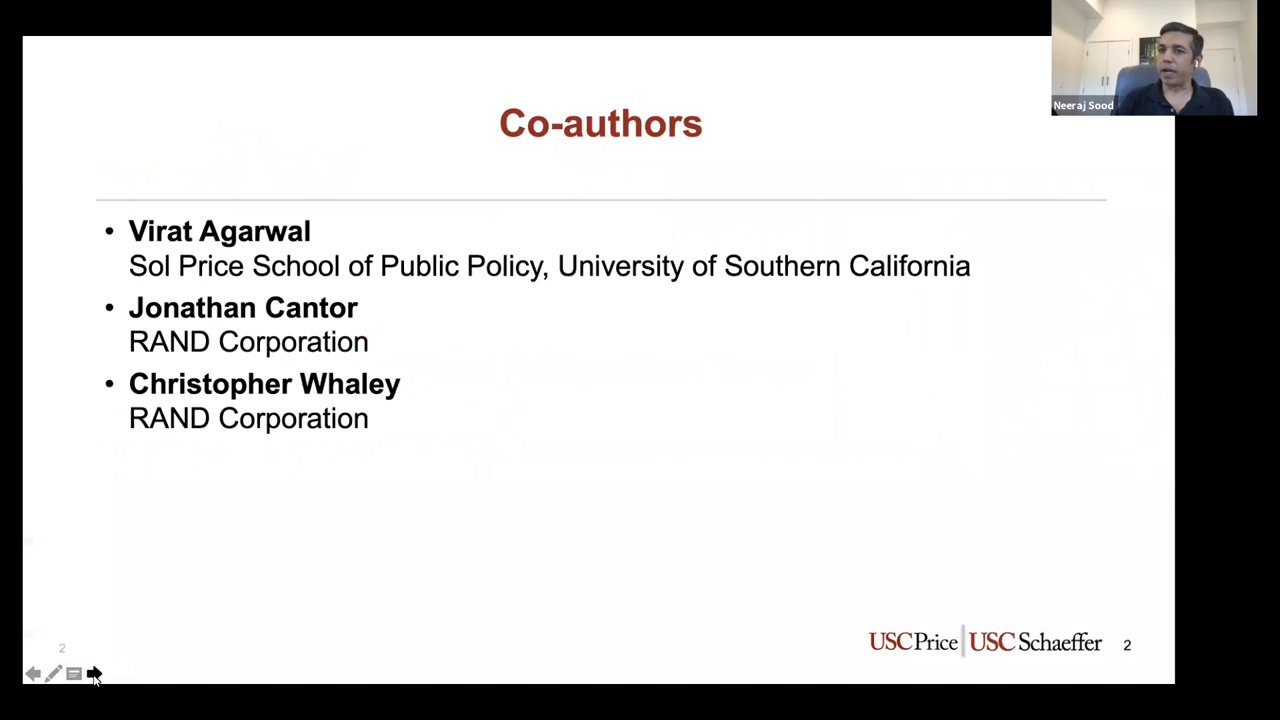 Neeraj Sood
Co-authors
• Virat Agarwal
Sol Price School of Public Policy, University of Southern California
• Jonathan Cantor
RAND Corporation
• Christopher Whaley
RAND Corporation
2
USC Price | USC Schaeffer 2